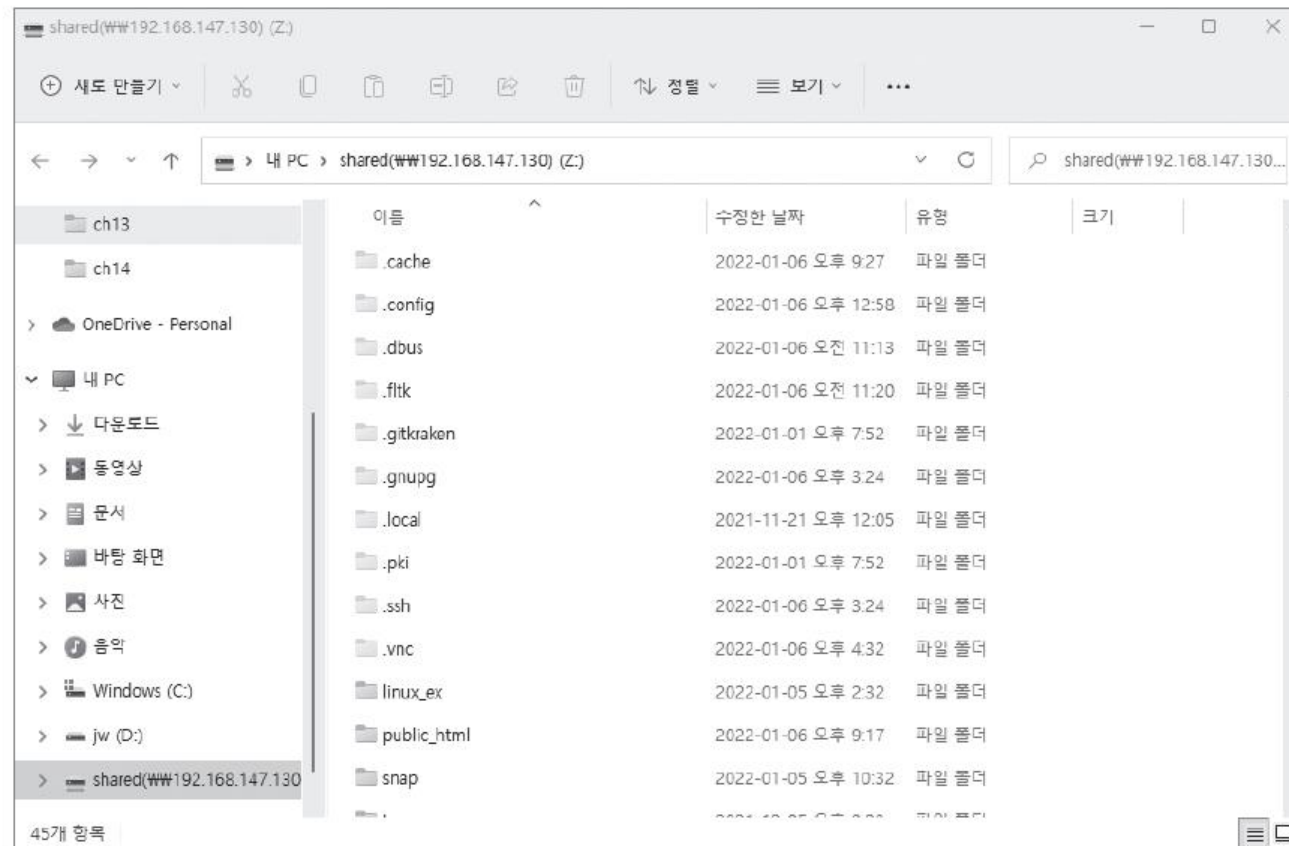 shared(₩₩192.168.147.130) (Z:)
새로 만들기 정렬 보기 •••
내 PC > shared(₩₩192.168.147.130) (Z:) shared(₩₩192.168.147.130...
ch13
ch14
OneDrive - Personal
내 PC
다운로드
동영상
문서
바탕 화면
사진
음악
Windows (C:)
jw (D:)
shared(₩₩192.168.147.130
이름 수정한 날짜 유형 크기
.cache 2022-01-06 오후 9:27 파일 폴더
.config 2022-01-06 오후 12:58 파일 폴더
.dbus 2022-01-06 오전 11:13 파일 폴더
.fltk 2022-01-06 오전 11:20 파일 폴더
.gitkraken 2022-01-01 오후 7:52 파일 폴더
.gnupg 2022-01-06 오후 3:24 파일 폴더
.local 2021-11-21 오후 12:05 파일 폴더
.pki 2022-01-01 오후 7:52 파일 폴더
.ssh 2022-01-06 오후 3:24 파일 폴더
.vnc 2022-01-06 오후 4:32 파일 폴더
linux_ex 2022-01-05 오후 2:32 파일 폴더
public_html 2022-01-06 오후 9:17 파일 폴더
snap 2022-01-05 오후 10:32 파일 폴더
45개 항목